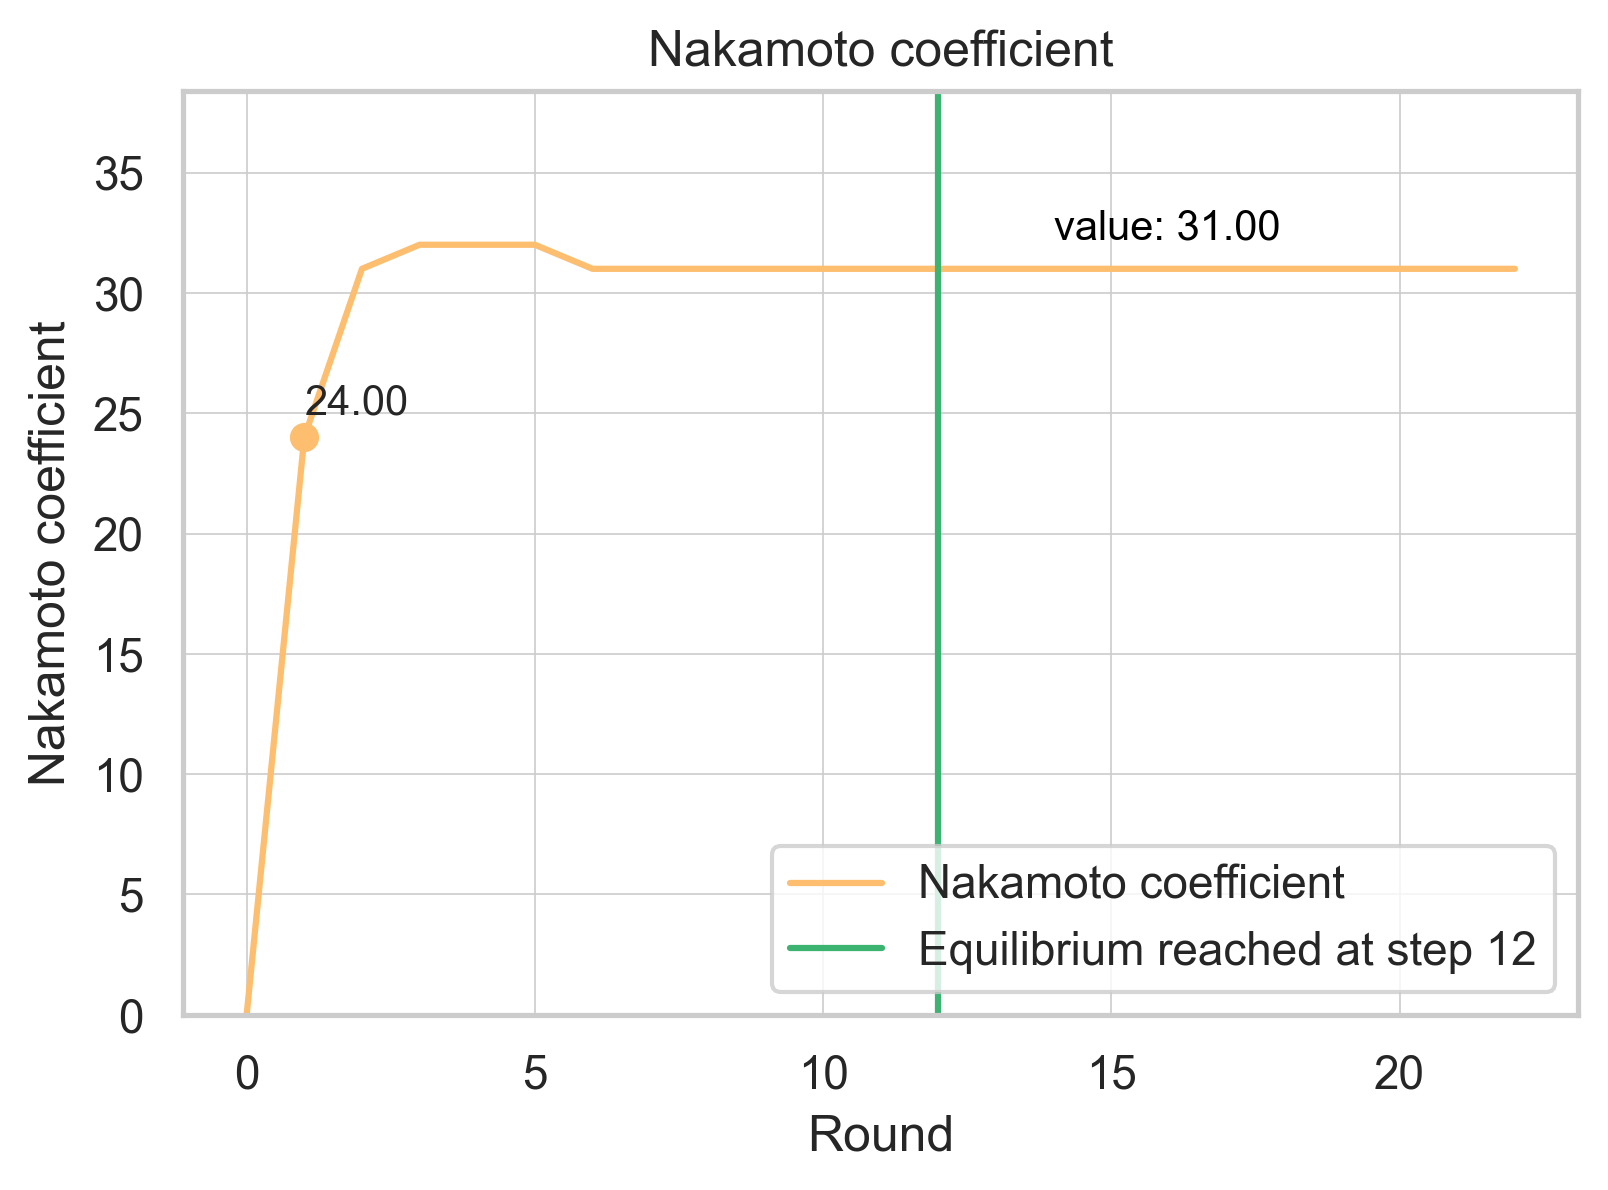 Nakamoto coefficient
Nakamoto coefficient
35
30
25
20
15
10
5
0
value: 31.00
24.00
Nakamoto coefficient
Equilibrium reached at step 12
0 5 10 15 20
Round